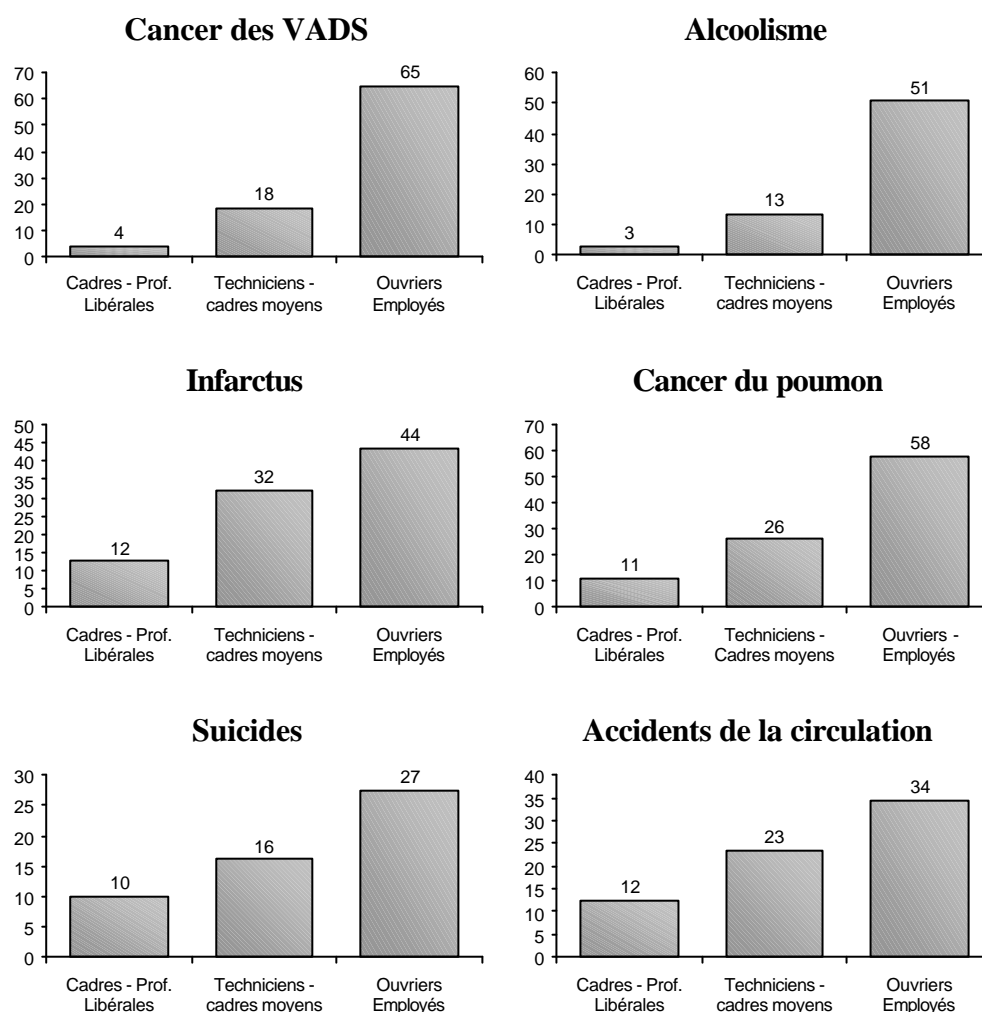 Cancer des VADS
70
60
50
40
30
20
10
0
4
18
65
Cadres - Prof.
Libérales
Techniciens -
cadres moyens
Ouvriers
Employés
Alcoolisme
60
50
40
30
20
10
0
3
13
51
Cadres - Prof.
Libérales
Techniciens -
cadres moyens
Ouvriers
Employés
Infarctus
50
45
40
35
30
25
20
15
10
5
0
12
32
44
Cadres - Prof.
Libérales
Techniciens -
cadres moyens
Ouvriers
Employés
Cancer du poumon
70
60
50
40
30
20
10
0
11
26
58
Cadres - Prof.
Libérales
Techniciens -
Cadres moyens
Ouvriers -
Employés
Suicides
30
25
20
15
10
5
0
10
16
27
Cadres - Prof.
Libérales
Techniciens -
cadres moyens
Ouvriers
Employés
Accidents de la circulation
40
35
30
25
20
15
10
5
0
12
23
34
Cadres - Prof.
Libérales
Techniciens -
cadres moyens
Ouvriers
Employés